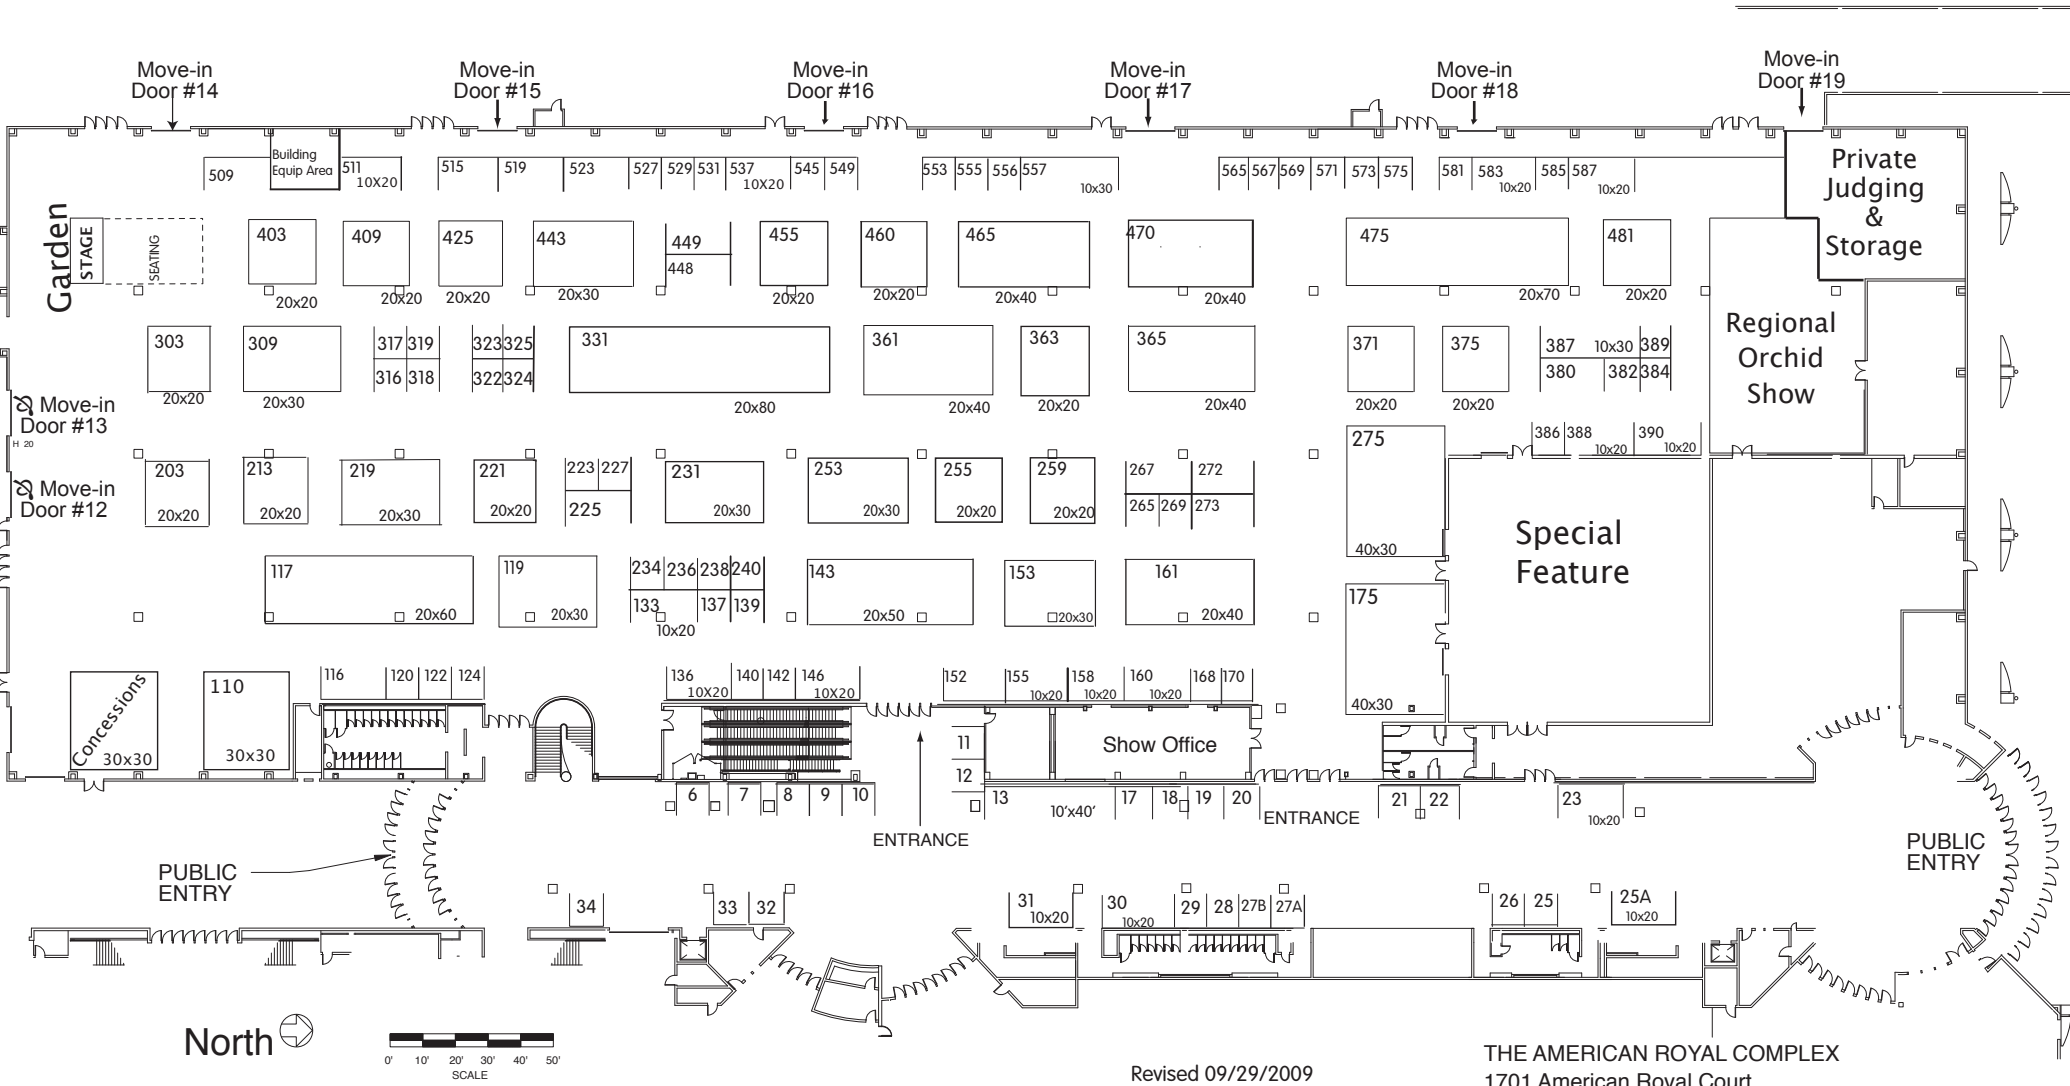 Move-in
Door #14
Move-in
Door #15
Move-in
Door #16
Move-in
Door #17
Move-in
Door #18
Move-in
Door #19
509
Building
Equip Area
511
10X20
515
519
523
527
529
531
537
10X20
545
549
553
555
556
557
10x30
565
567
569
571
573
575
581
583
10x20
585
587
10x20
Private
Judging
&
Storage
Garden
STAGE
SEATING
403
20x20
409
20x20
425
20x20
443
20x30
449
448
455
20x20
460
20x20
465
20x40
470
20x40
475
20x70
481
20x20
Regional
Orchid
Show
303
20x20
309
20x30
317
319
316
318
323
325
322
324
331
20x80
361
20x40
363
20x20
365
20x40
371
20x20
375
20x20
387
10x30
389
380
382
384
Move-in
Door #13
H 20
Move-in
Door #12
386
388
10x20
390
10x20
203
20x20
213
20x20
219
20x30
221
20x20
223
227
225
231
20x30
253
20x30
255
20x20
259
20x20
267
272
265
269
273
275
40x30
Special
Feature
117
20x60
119
20x30
234
236
238
240
133
137
139
10x20
143
20x50
153
20x30
161
20x40
175
40x30
Concessions
30x30
110
30x30
116
120
122
124
136
10X20
140
142
146
10X20
152
155
10x20
158
10x20
160
10x20
168
170
11
12
Show Office
6
7
8
9
10
13
10'x40'
17
18
19
20
21
22
23
10x20
ENTRANCE
ENTRANCE
PUBLIC
ENTRY
PUBLIC
ENTRY
34
33
32
31
10x20
30
10x20
29
28
27B
27A
26
25
25A
10x20
North
0'
10'
20'
30'
40'
50'
SCALE
Revised 09/29/2009
THE AMERICAN ROYAL COMPLEX
1701 American Royal Court